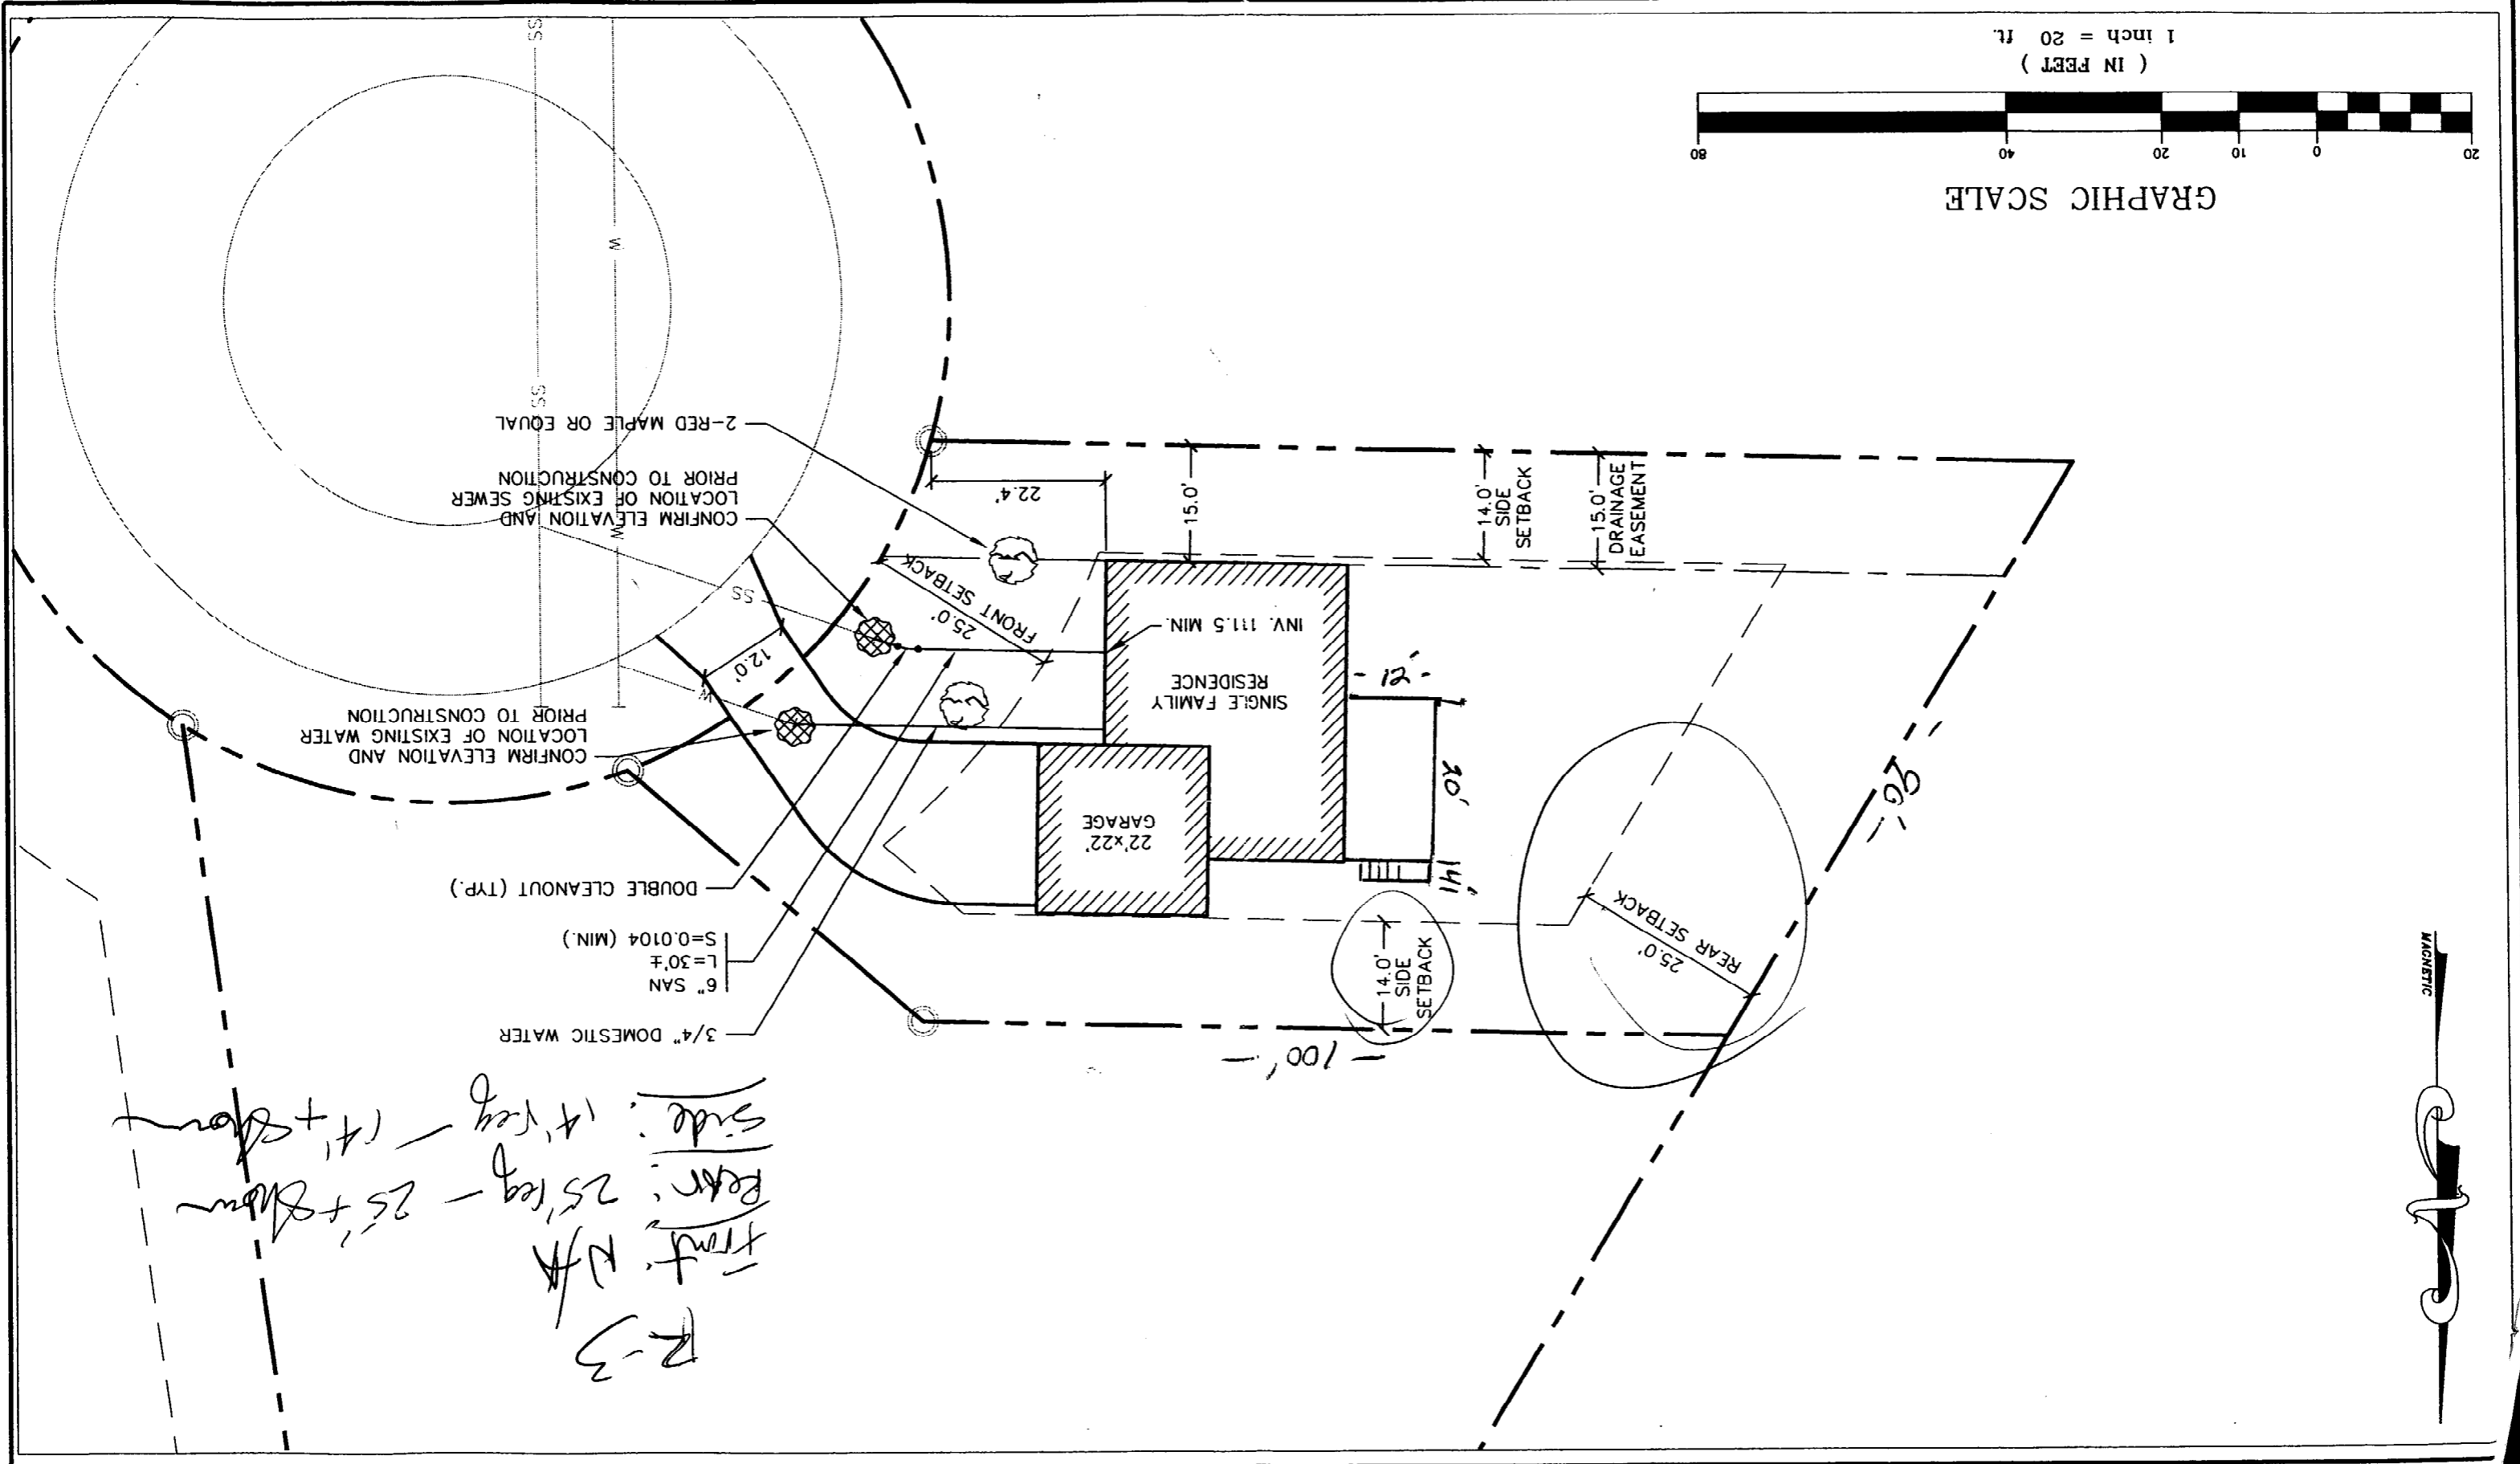 R-3
Front: N/A
Rear: 25' req - 25' + Shown
Side: 14' req - 14' + Shown
- 100' -
3/4" DOMESTIC WATER
6" SAN
L=30'±
S=0.0104 (MIN.)
DOUBLE CLEANOUT (TYP.)
14.0'
SIDE
SETBACK
25.0'
REAR SETBACK
22'x22'
GARAGE
20'
- 96' -
- 12' -
CONFIRM ELEVATION AND
LOCATION OF EXISTING WATER
PRIOR TO CONSTRUCTION
W
12.0'
SINGLE FAMILY
RESIDENCE
INV. 111.5 MIN.
25.0'
FRONT SETBACK
SS
CONFIRM ELEVATION AND
LOCATION OF EXISTING SEWER
PRIOR TO CONSTRUCTION
W
22.4'
15.0'
14.0'
SIDE
SETBACK
15.0'
DRAINAGE
EASEMENT
2-RED MAPLE OR EQUAL
SS
W
SS
MAGNETIC
GRAPHIC SCALE
20 0 10 20 40 80
( IN FEET )
1 inch = 20 ft.